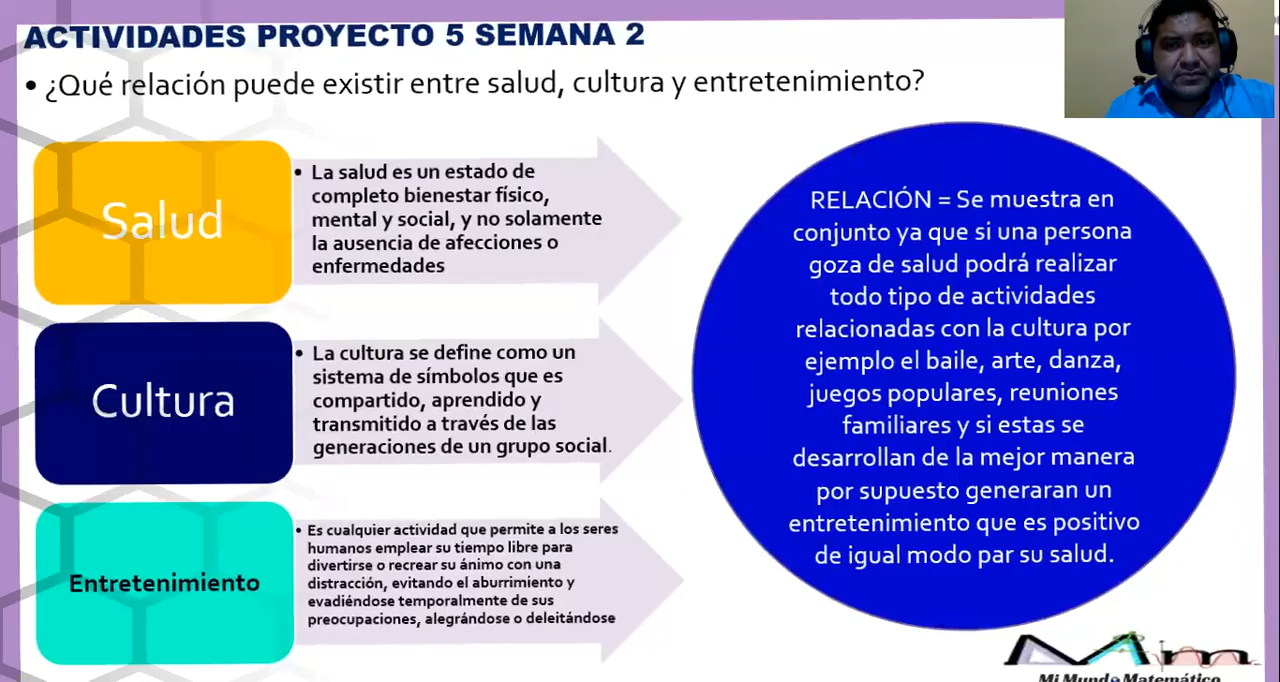 ACTIVIDADES PROYECTO 5 SEMANA 2
• ¿Qué relación puede existir entre salud, cultura y entretenimiento?
Salud
• La salud es un estado de
completo bienestar físico,
mental y social, y no solamente
la ausencia de afecciones o
enfermedades
Cultura
• La cultura se define como un
sistema de símbolos que es
compartido, aprendido y
transmitido a través de las
generaciones de un grupo social.
Entretenimiento
• Es cualquier actividad que permite a los seres
humanos emplear su tiempo libre para
divertirse o recrear su ánimo con una
distracción, evitando el aburrimiento y
evadiéndose temporalmente de sus
preocupaciones, alegrándose o deleitándose
RELACIÓN = Se muestra en
conjunto ya que si una persona
goza de salud podrá realizar
todo tipo de actividades
relacionadas con la cultura por
ejemplo el baile, arte, danza,
juegos populares, reuniones
familiares y si estas se
desarrollan de la mejor manera
por supuesto generaran un
entretenimiento que es positivo
de igual modo par su salud.
Mm
Mi Mundo Matemático